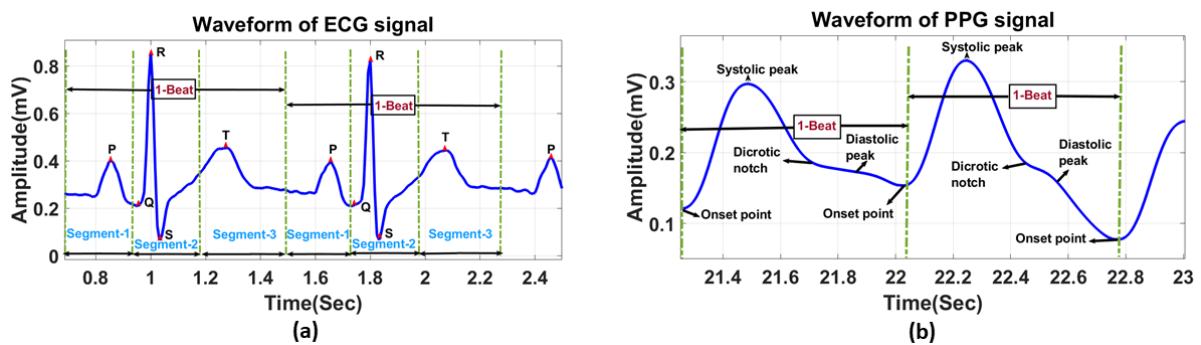 Waveform of ECG signal
Amplitude(mV)
0.8
0.6
0.4
0.2
0
R
R
1-Beat
1-Beat
P
T
P
T
P
Q
Q
S
S
Segment-1
Segment-2
Segment-3
Segment-1
Segment-2
Segment-3
0.8
1
1.2
1.4
1.6
1.8
2
2.2
2.4
Time(Sec)
(a)
Waveform of PPG signal
Amplitude(mV)
0.3
0.2
0.1
Systolic peak
Systolic peak
1-Beat
1-Beat
Dicrotic
notch
Diastolic
peak
Dicrotic
notch
Diastolic
peak
Onset point
Onset point
Onset point
21.4
21.6
21.8
22
22.2
22.4
22.6
22.8
23
Time(Sec)
(b)